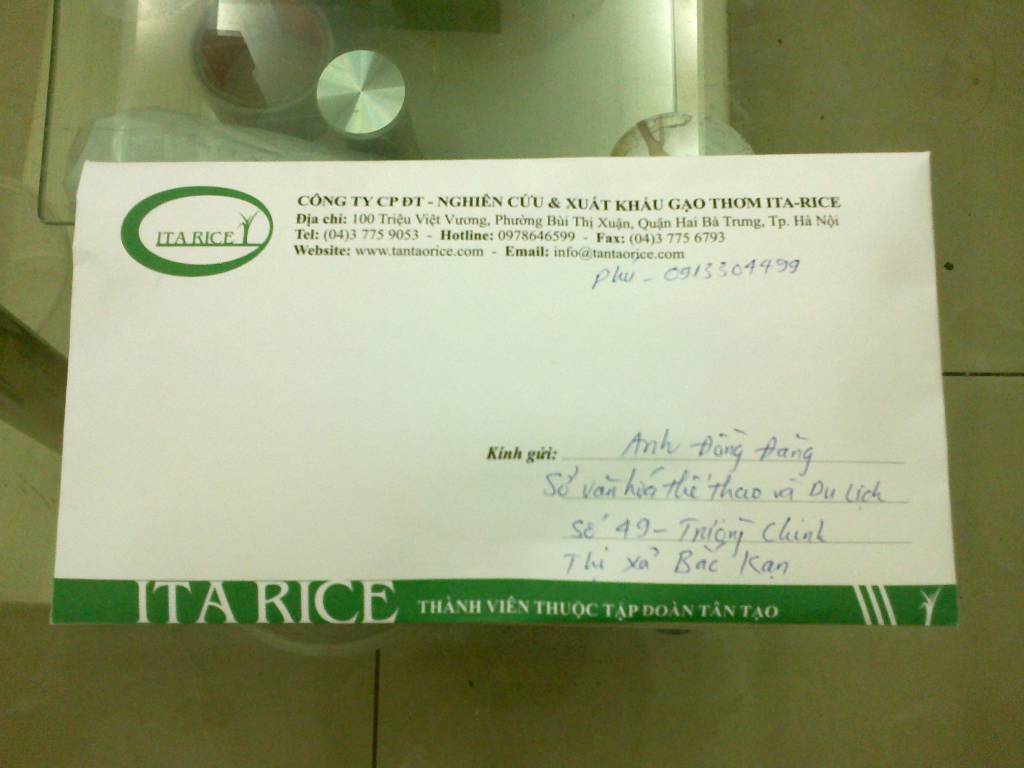 ITA RICE
CÔNG TY CP ĐT - NGHIÊN CỨU & XUẤT KHẨU GẠO THƠM ITA-RICE
Địa chỉ: 100 Triệu Việt Vương, Phường Bùi Thị Xuân, Quận Hai Bà Trưng, Tp. Hà Nội
Tel: (04)3 775 9053 - Hotline: 0978646599 - Fax: (04)3 775 6793
Website: www.tantaorice.com - Email: info@tantaorice.com
phú - 0913304499
Kính gửi: Anh Đồng Đăng
Sở văn hóa thể thao và Du Lịch
Số 49 - Trường Chinh
Thị xã Bắc Kạn
ITA RICE THÀNH VIÊN THUỘC TẬP ĐOÀN TÂN TẠO